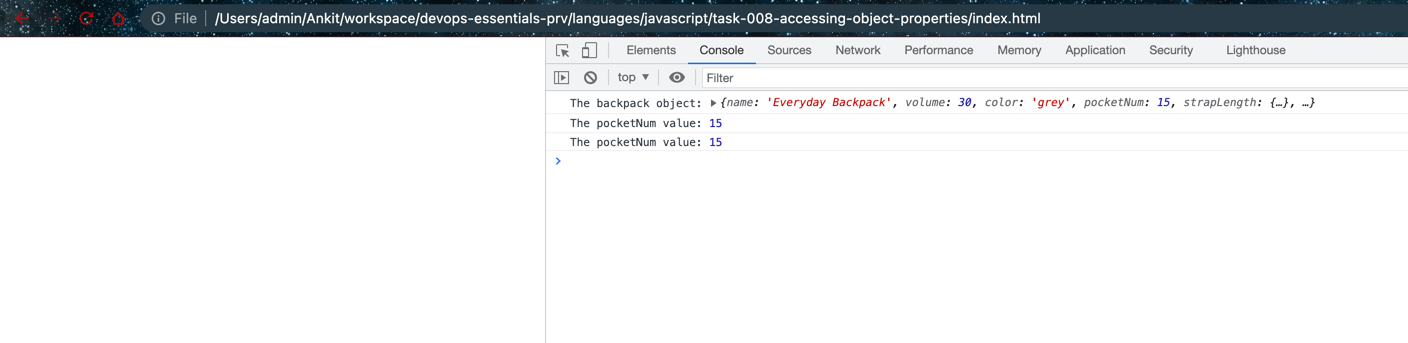 File /Users/admin/Ankit/workspace/devops-essentials-prv/languages/javascript/task-008-accessing-object-properties/index.html
Elements Console Sources Network Performance Memory Application Security Lighthouse
top Filter
The backpack object: {name: 'Everyday Backpack', volume: 30, color: 'grey', pocketNum: 15, strapLength: {…}, …}
The pocketNum value: 15
The pocketNum value: 15